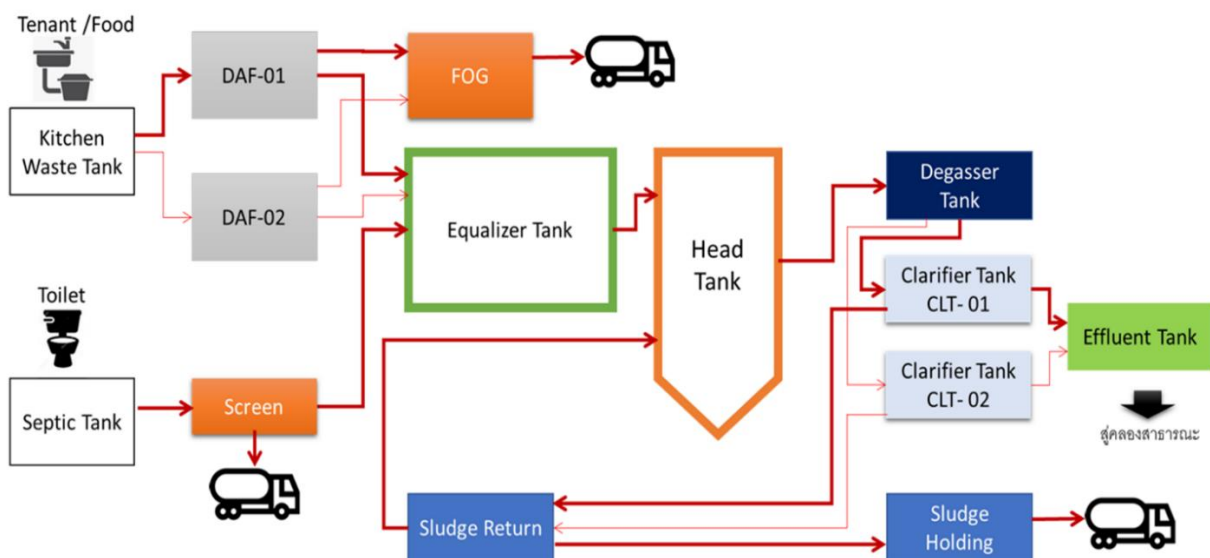 Tenant /Food
Kitchen
Waste Tank
DAF-01
DAF-02
FOG
Equalizer Tank
Head
Tank
Degasser
Tank
Clarifier Tank
CLT- 01
Clarifier Tank
CLT- 02
Effluent Tank
สู่คลองสาธารณะ
Toilet
Septic Tank
Screen
Sludge Return
Sludge
Holding